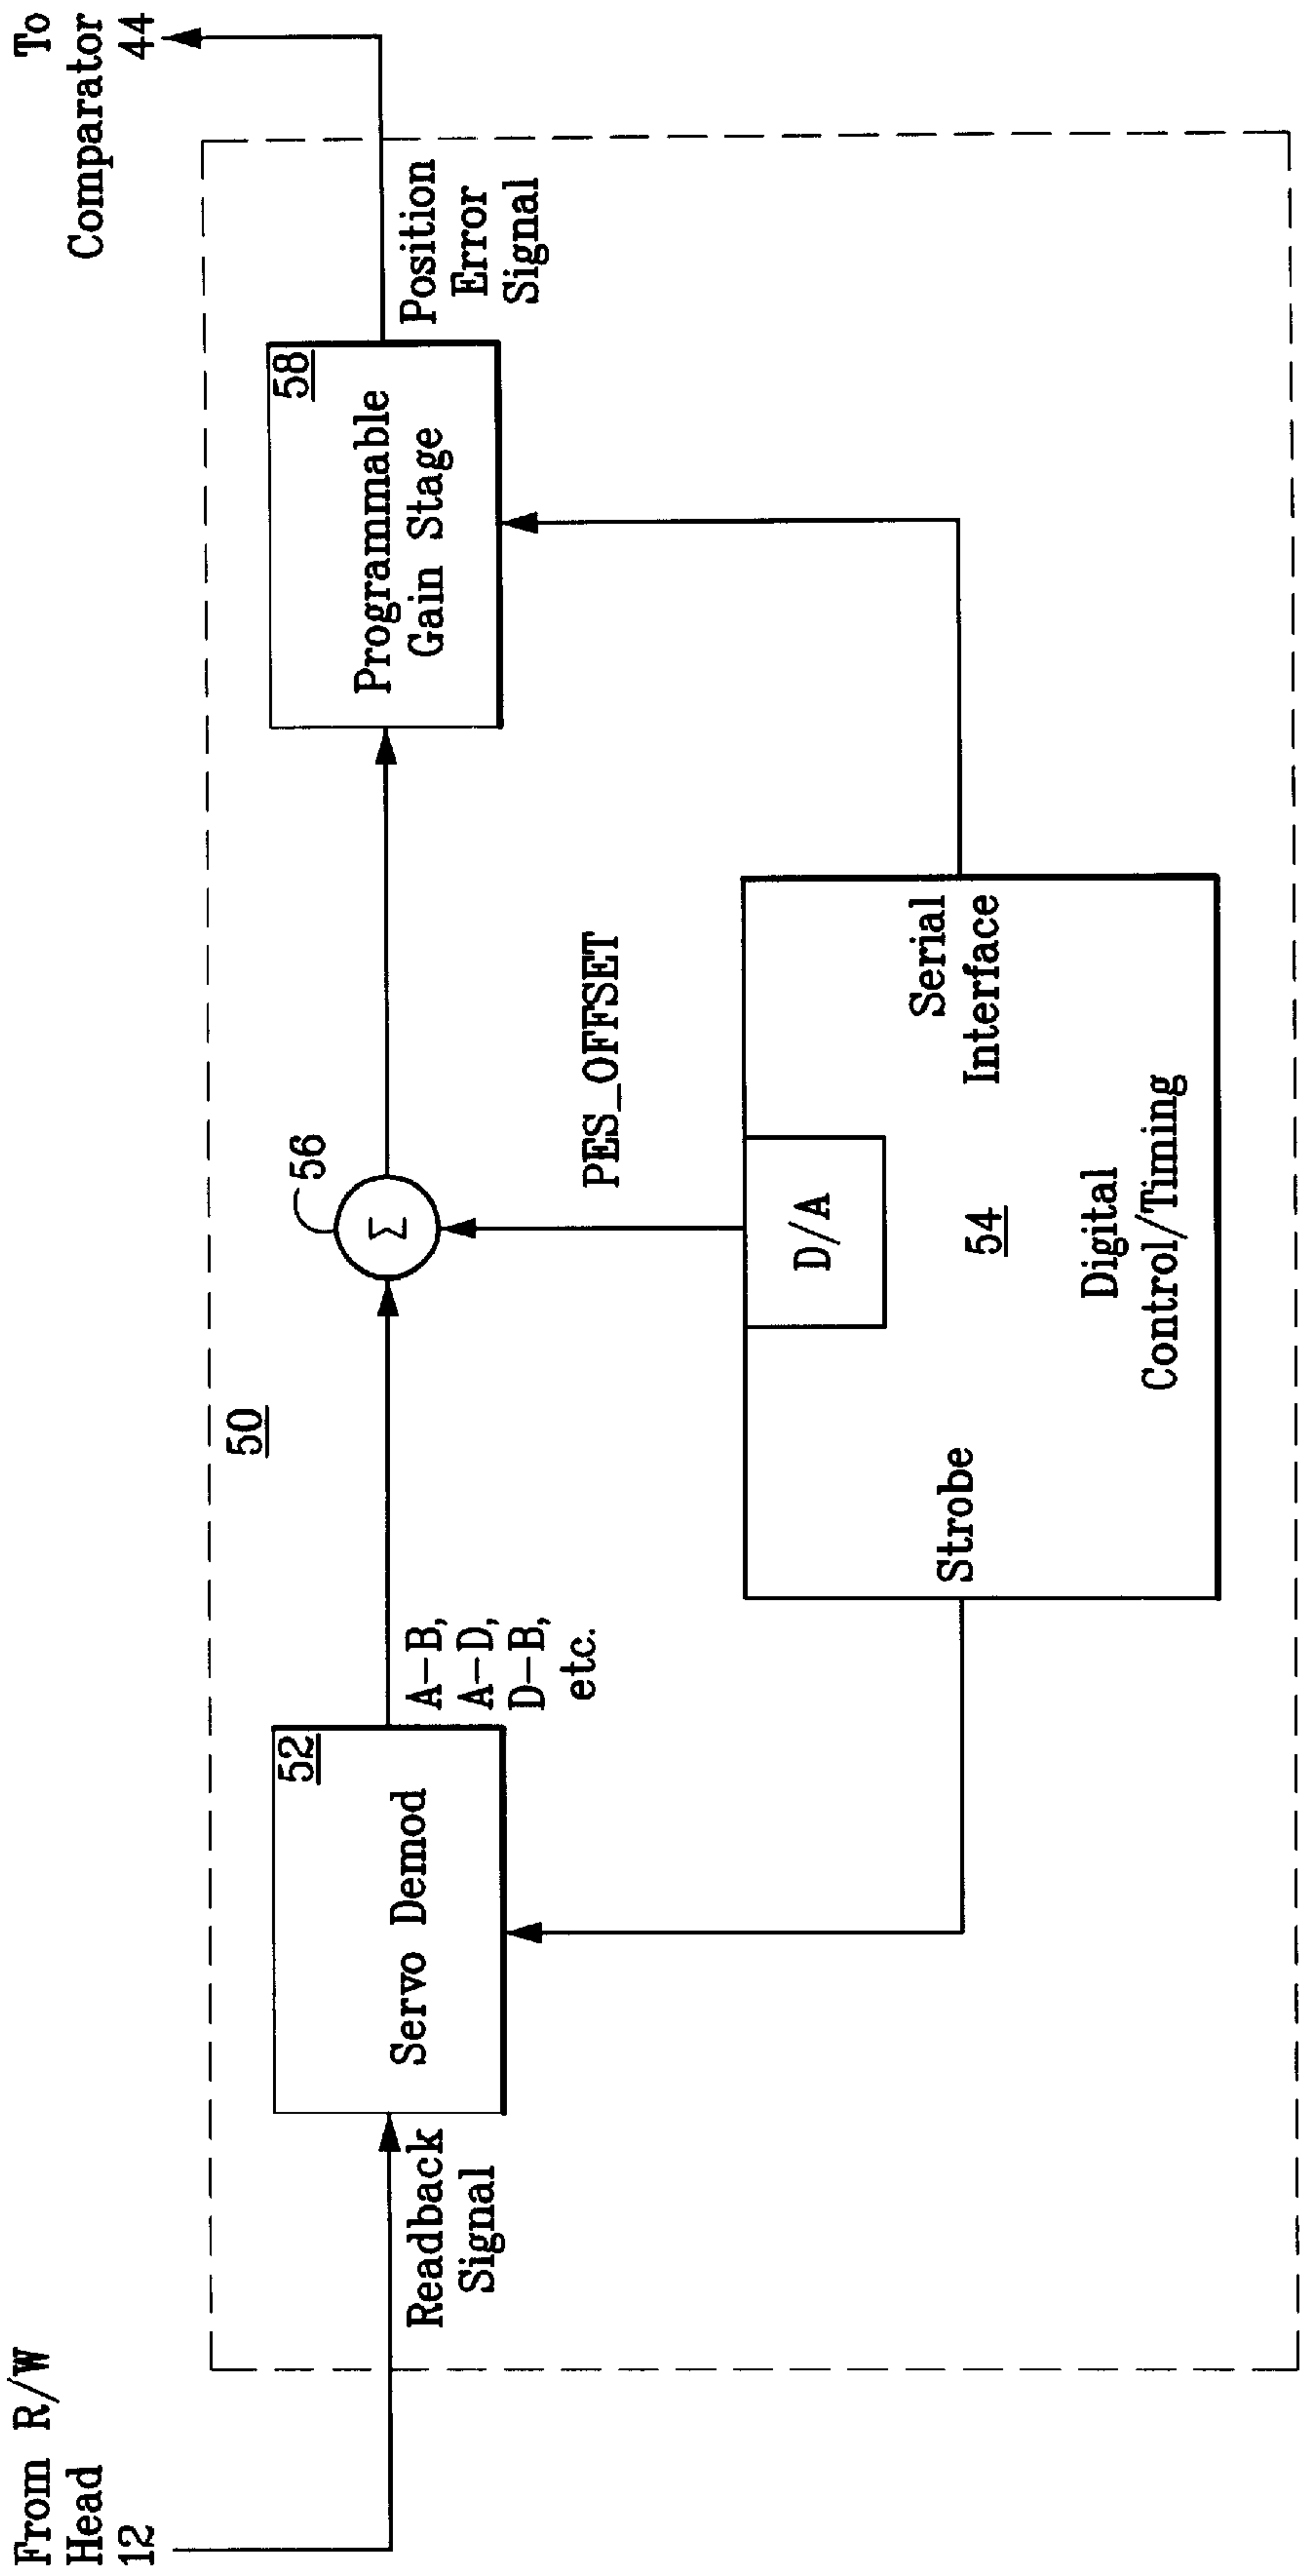 From R/W
Head
12
To
Comparator
44
50
52
Servo Demod
Readback
Signal
A-B,
A-D,
D-B,
etc.
56
Σ
58
Programmable
Gain Stage
Position
Error
Signal
PES_OFFSET
D/A
Strobe
54
Serial
Interface
Digital
Control/Timing